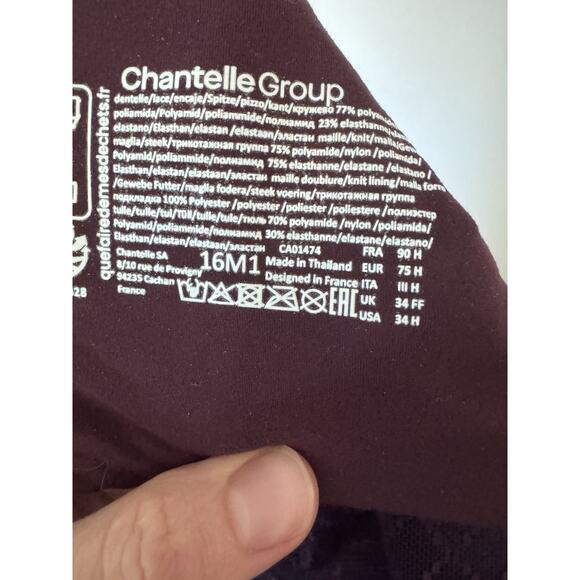 Chantelle Group
dentelle/lace/encaje/Spitze/pizzo/kant/кружево 77% polyamide
poliamida/Polyamid/poliammide/полиамид 23% elasthanne
elastano/Elasthan/elastan /elastaan/эластан maille/knit/malla/
maglia/steek/трикотажная группа 75% polyamide/nylon /poliamida/
Polyamid/poliammide/полиамид 75% elasthanne/elastane /elastano /
Elasthan/elastan/elastaan/эластан maille doublure/knit lining/malla forro
/Gewebe Futter/maglia fodera/steek voering/трикотажная группа
подкладка 100% Polyester/polyester /poliester/poliestere /полиэстер
tulle/tulle/tul/Tüll/tulle/tule/тюль 70% polyamide/nylon /poliamida/
Polyamid/poliammide/полиамид 30% elasthanne/elastane/elastano/
Elasthan/elastan/elastaan/эластан CA01474
Chantelle SA
8/10 rue de Provigny
94235 Cachan
France
16M1
Made in Thailand
Designed in France
FRA 90 H
EUR 75 H
ITA III H
UK 34 FF
USA 34 H
EAC
quefairedemesdechets.fr
28